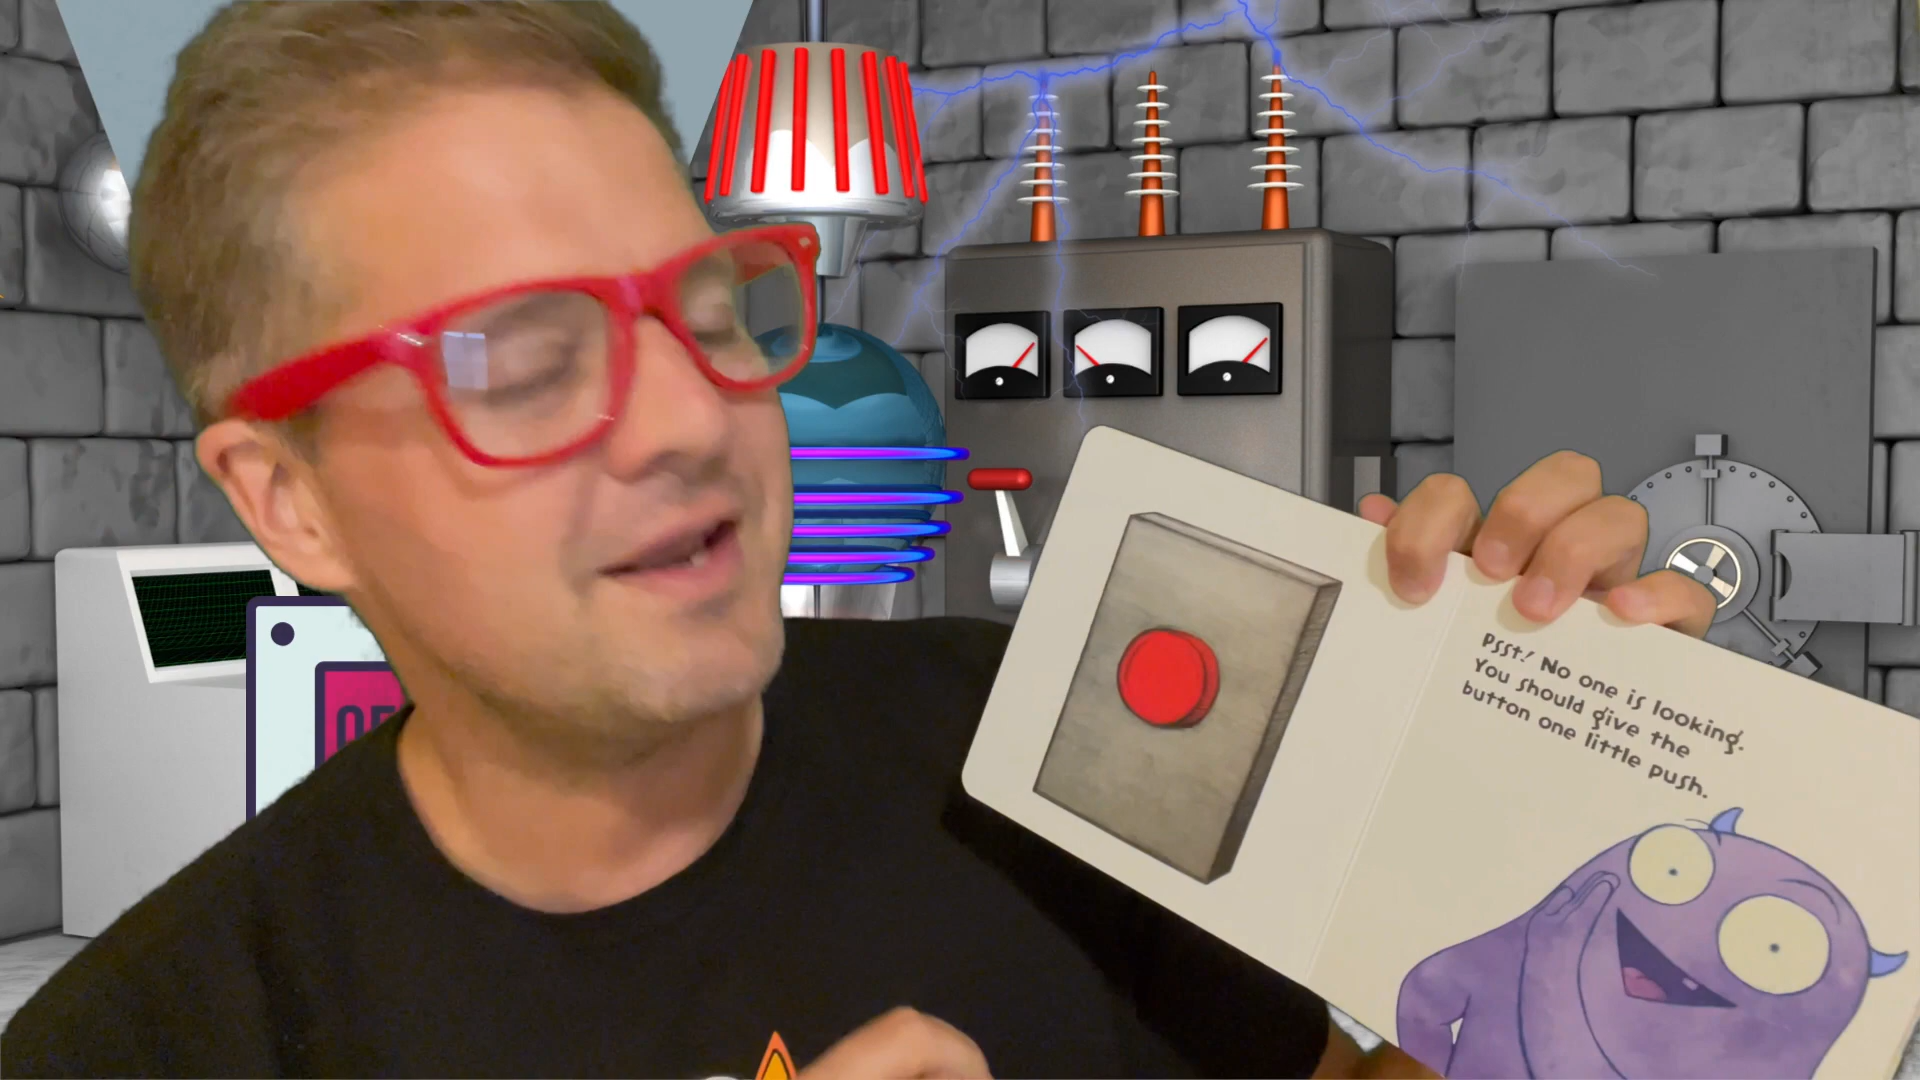 Psst! No one is looking.
You should give the
button one little push.